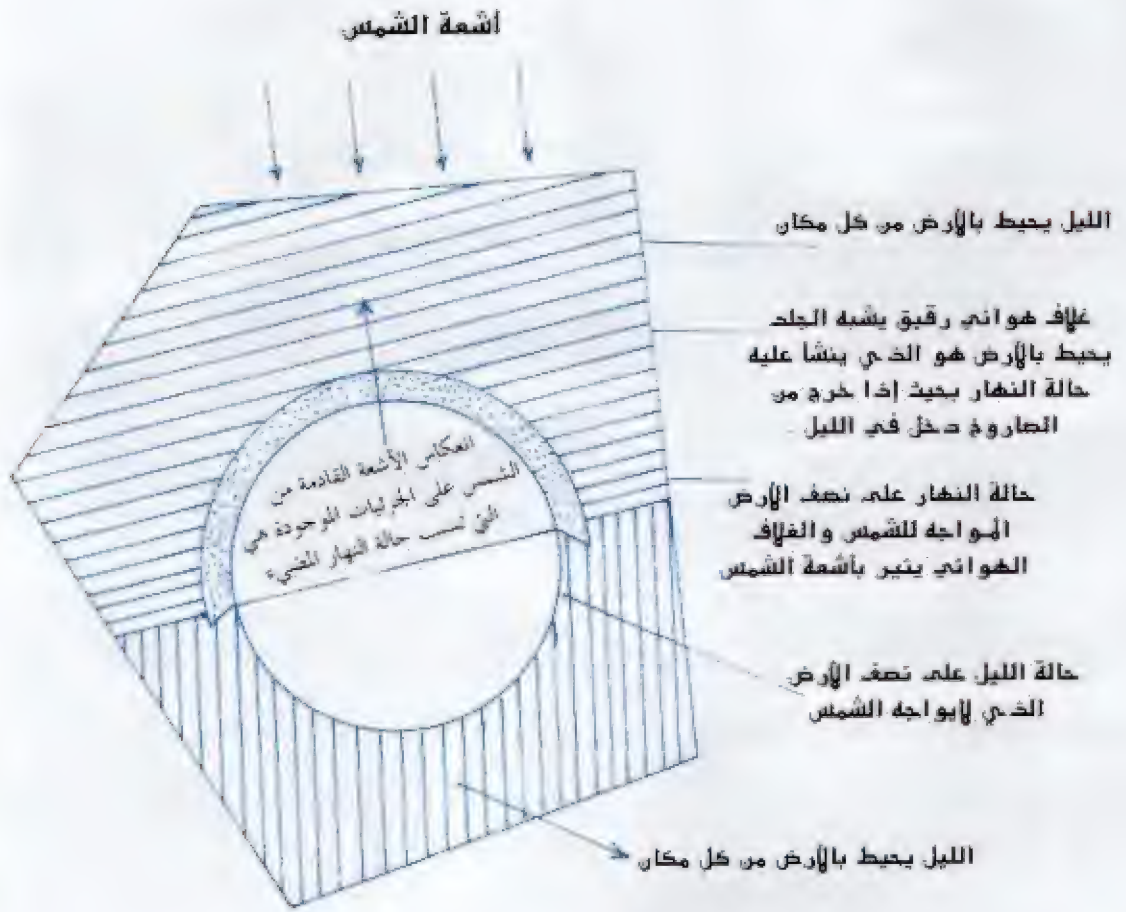 أشعة الشمس
الليل يحيط بالأرض من كل مكان
غلاف هوائي رقيق يشبه الجلد
يحيط بالأرض هو الذي ينشأ عليه
حالة النهار بحيث إذا خرج من
الصاروخ دخل في الليل
انعكاس الأشعة القادمة من
الشمس على الجزئيات الموجودة هي
التي تسبب حالة النهار المضيء
حالة النهار على نصف الأرض
المواجه للشمس والغلاف
الهوائي ينير بأشعة الشمس
حالة الليل على نصف الأرض
الذي لايواجه الشمس
الليل يحيط بالأرض من كل مكان